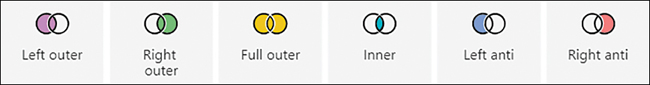 Left outer
Right
outer
Full outer
Inner
Left anti
Right anti